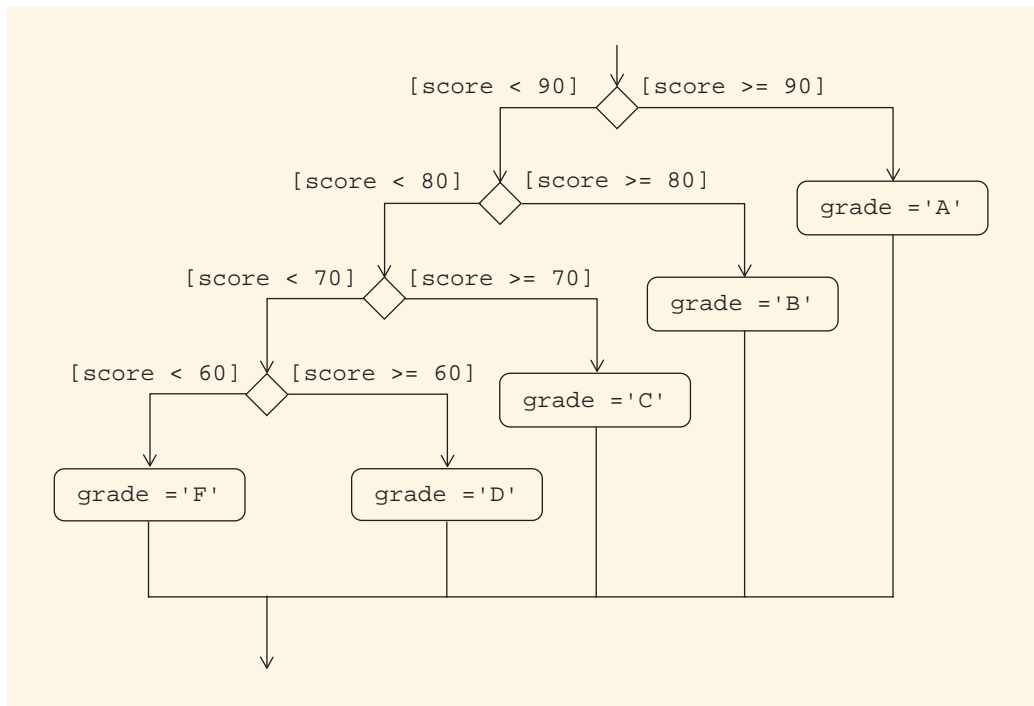 [score < 90] [score >= 90]
[score < 80] [score >= 80]
grade ='A'
[score < 70] [score >= 70]
grade ='B'
[score < 60] [score >= 60]
grade ='C'
grade ='F' grade ='D'